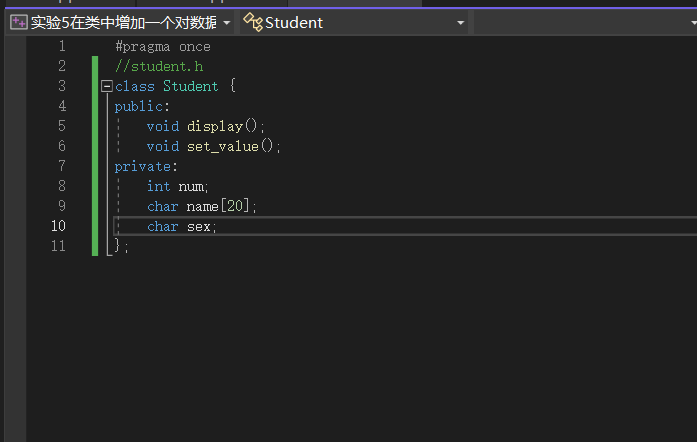 实验5在类中增加一个对数据 Student
1 #pragma once
2 //student.h
3 class Student {
4 public:
5 void display();
6 void set_value();
7 private:
8 int num;
9 char name[20];
10 char sex;
11 };